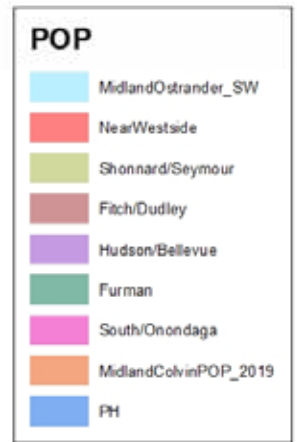 POP
MidlandOstrander_SW
NearWestside
Shonnard/Seymour
Fitch/Dudley
Hudson/Bellevue
Furman
South/Onondaga
MidlandColvinPOP_2019
PH